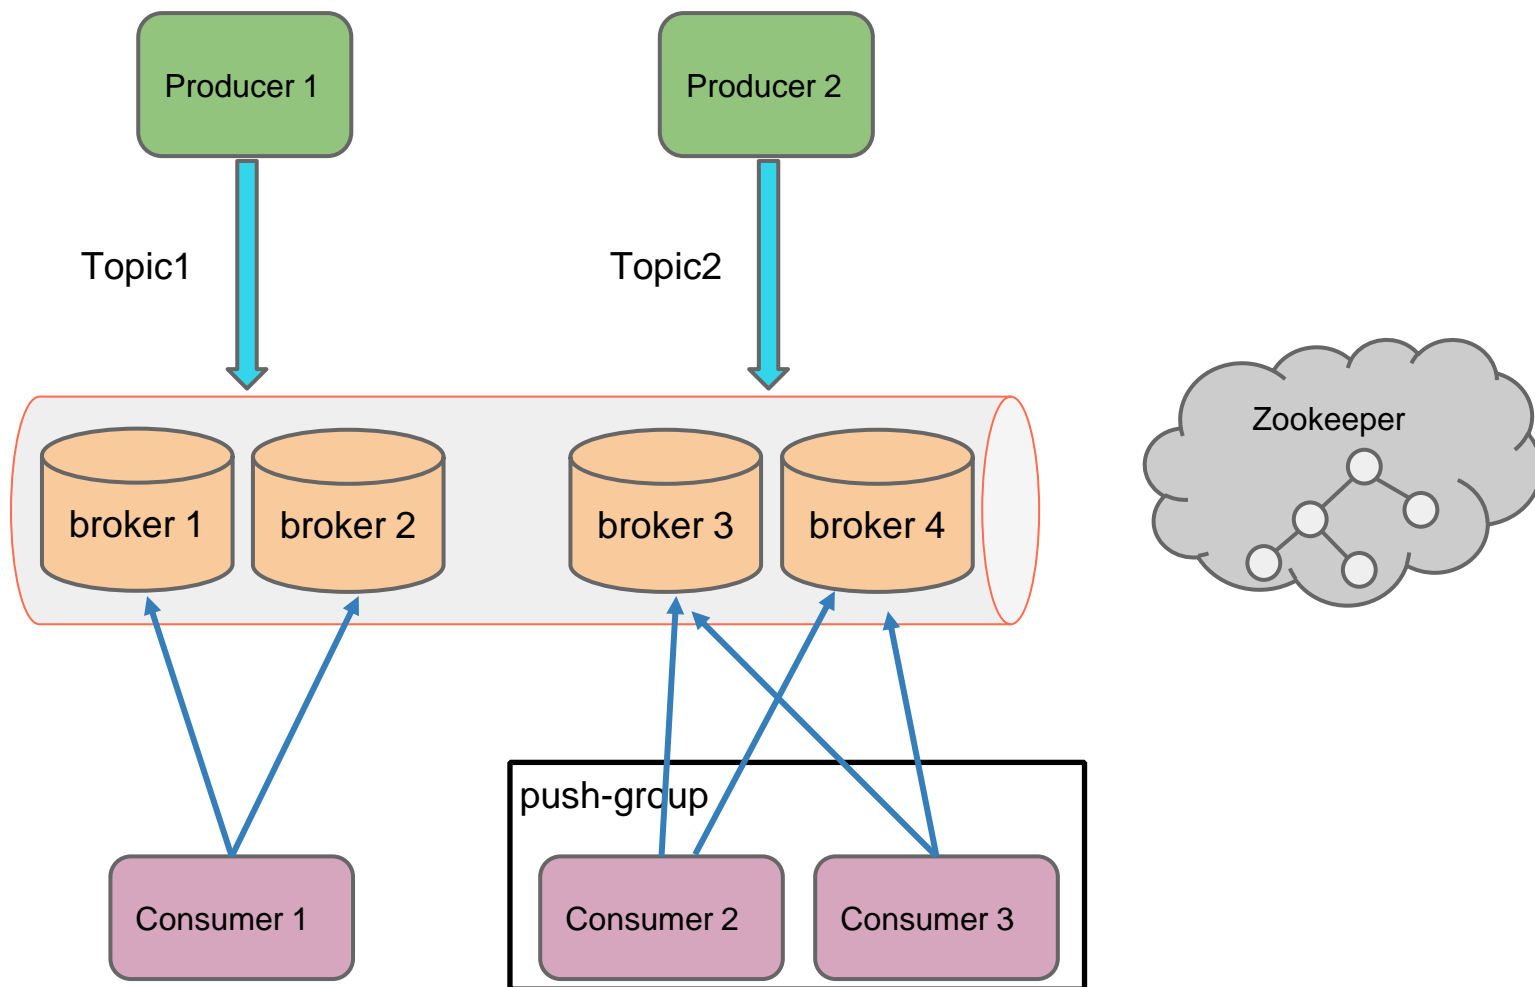 Producer 1
Producer 2
Topic1
Topic2
Zookeeper
broker 1
broker 2
broker 3
broker 4
push-group
Consumer 1
Consumer 2
Consumer 3